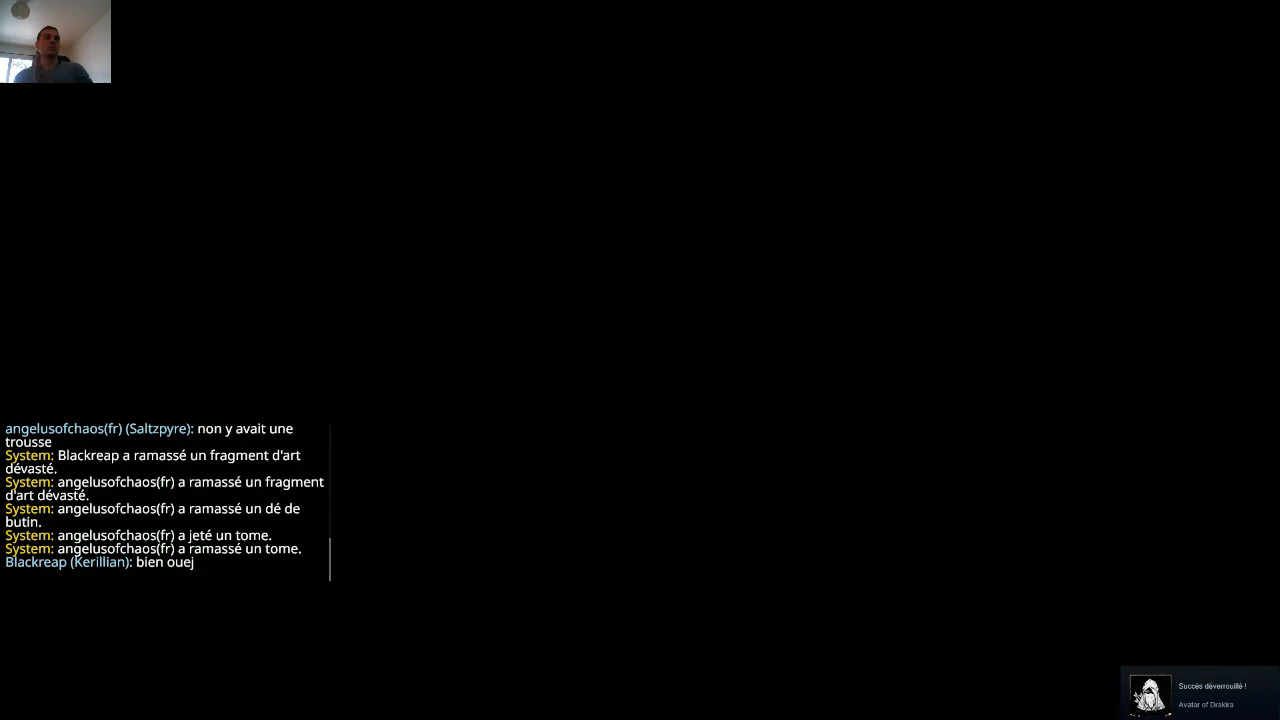 angelusofchaos(fr) (Saltzpyre): non y avait une
trousse
System: Blackreap a ramassé un fragment d'art
dévasté.
System: angelusofchaos(fr) a ramassé un fragment
d'art dévasté.
System: angelusofchaos(fr) a ramassé un dé de
butin.
System: angelusofchaos(fr) a jeté un tome.
System: angelusofchaos(fr) a ramassé un tome.
Blackreap (Kerillian): bien ouej
Succès déverrouillé !
Avatar of Drakira